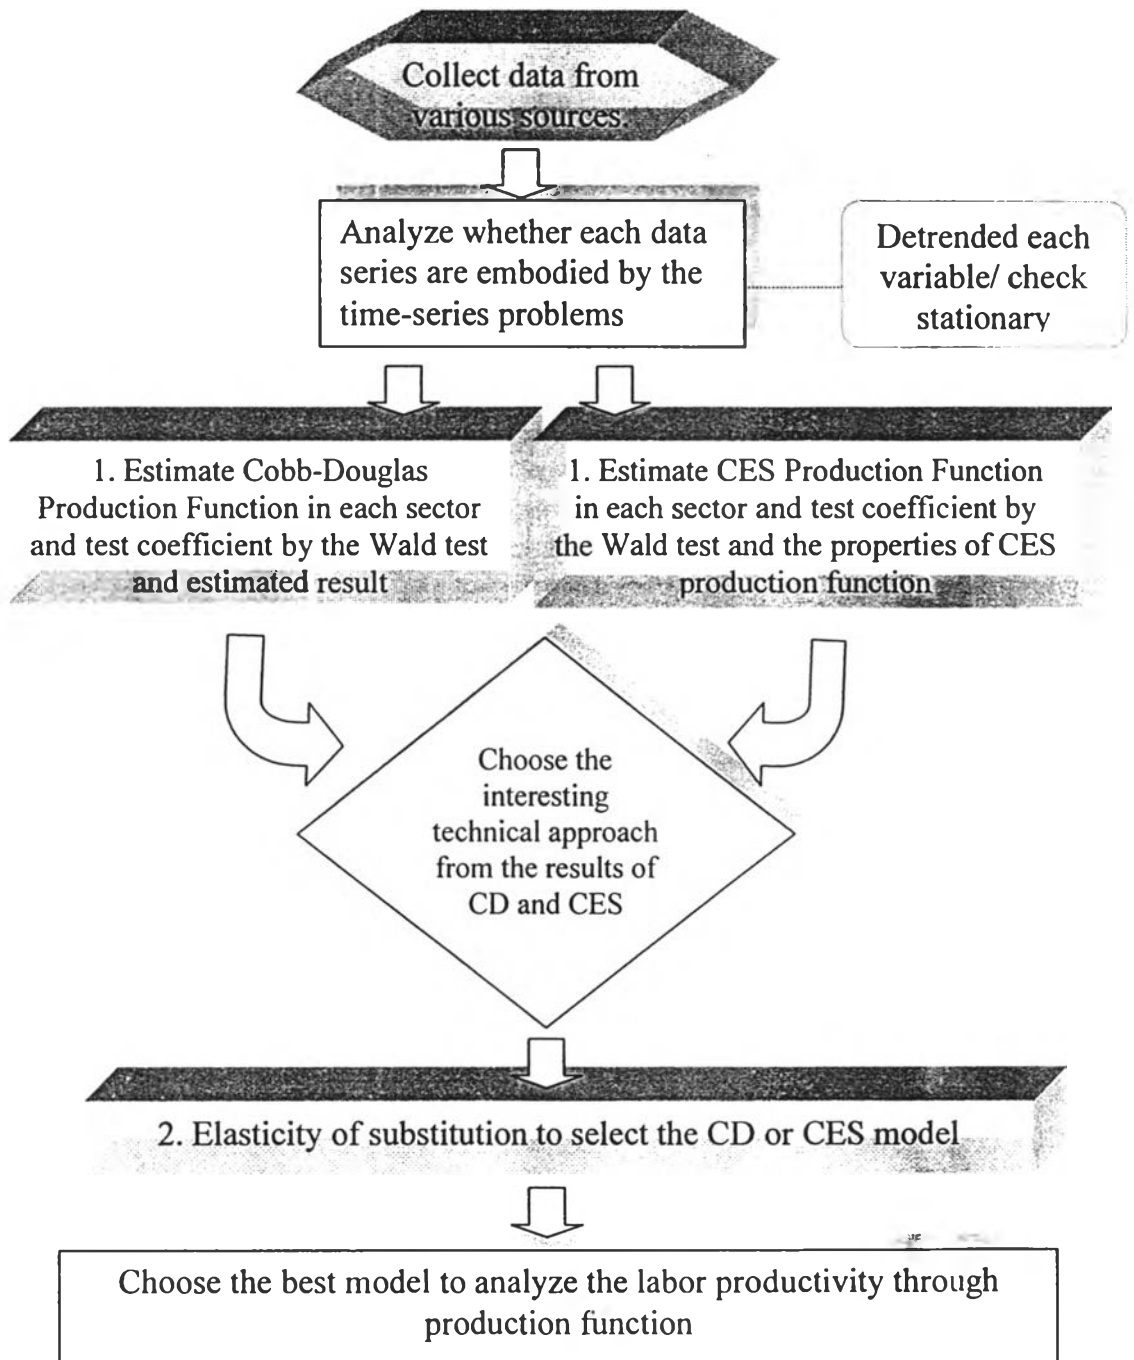 Collect data from
various sources.
Analyze whether each data
series are embodied by the
time-series problems
Detrended each
variable/ check
stationary
1. Estimate Cobb-Douglas
Production Function in each sector
and test coefficient by the Wald test
and estimated result
1. Estimate CES Production Function
in each sector and test coefficient by
the Wald test and the properties of CES
production function
Choose the
interesting
technical approach
from the results of
CD and CES
2. Elasticity of substitution to select the CD or CES model
Choose the best model to analyze the labor productivity through
production function